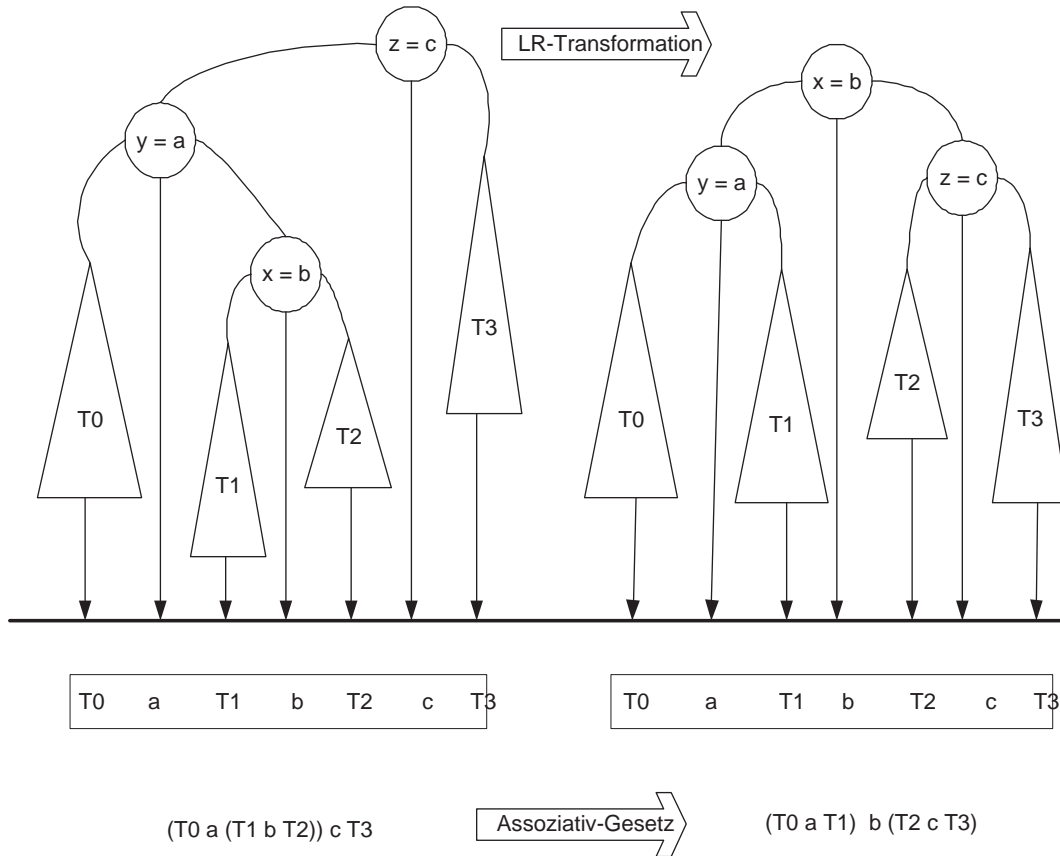 z = c
LR-Transformation
x = b
y = a
y = a
z = c
x = b
T3
T2
T0
T0
T1
T3
T2
T1
T0 a T1 b T2 c T3
T0 a T1 b T2 c T3
(T0 a (T1 b T2)) c T3
Assoziativ-Gesetz
(T0 a T1) b (T2 c T3)